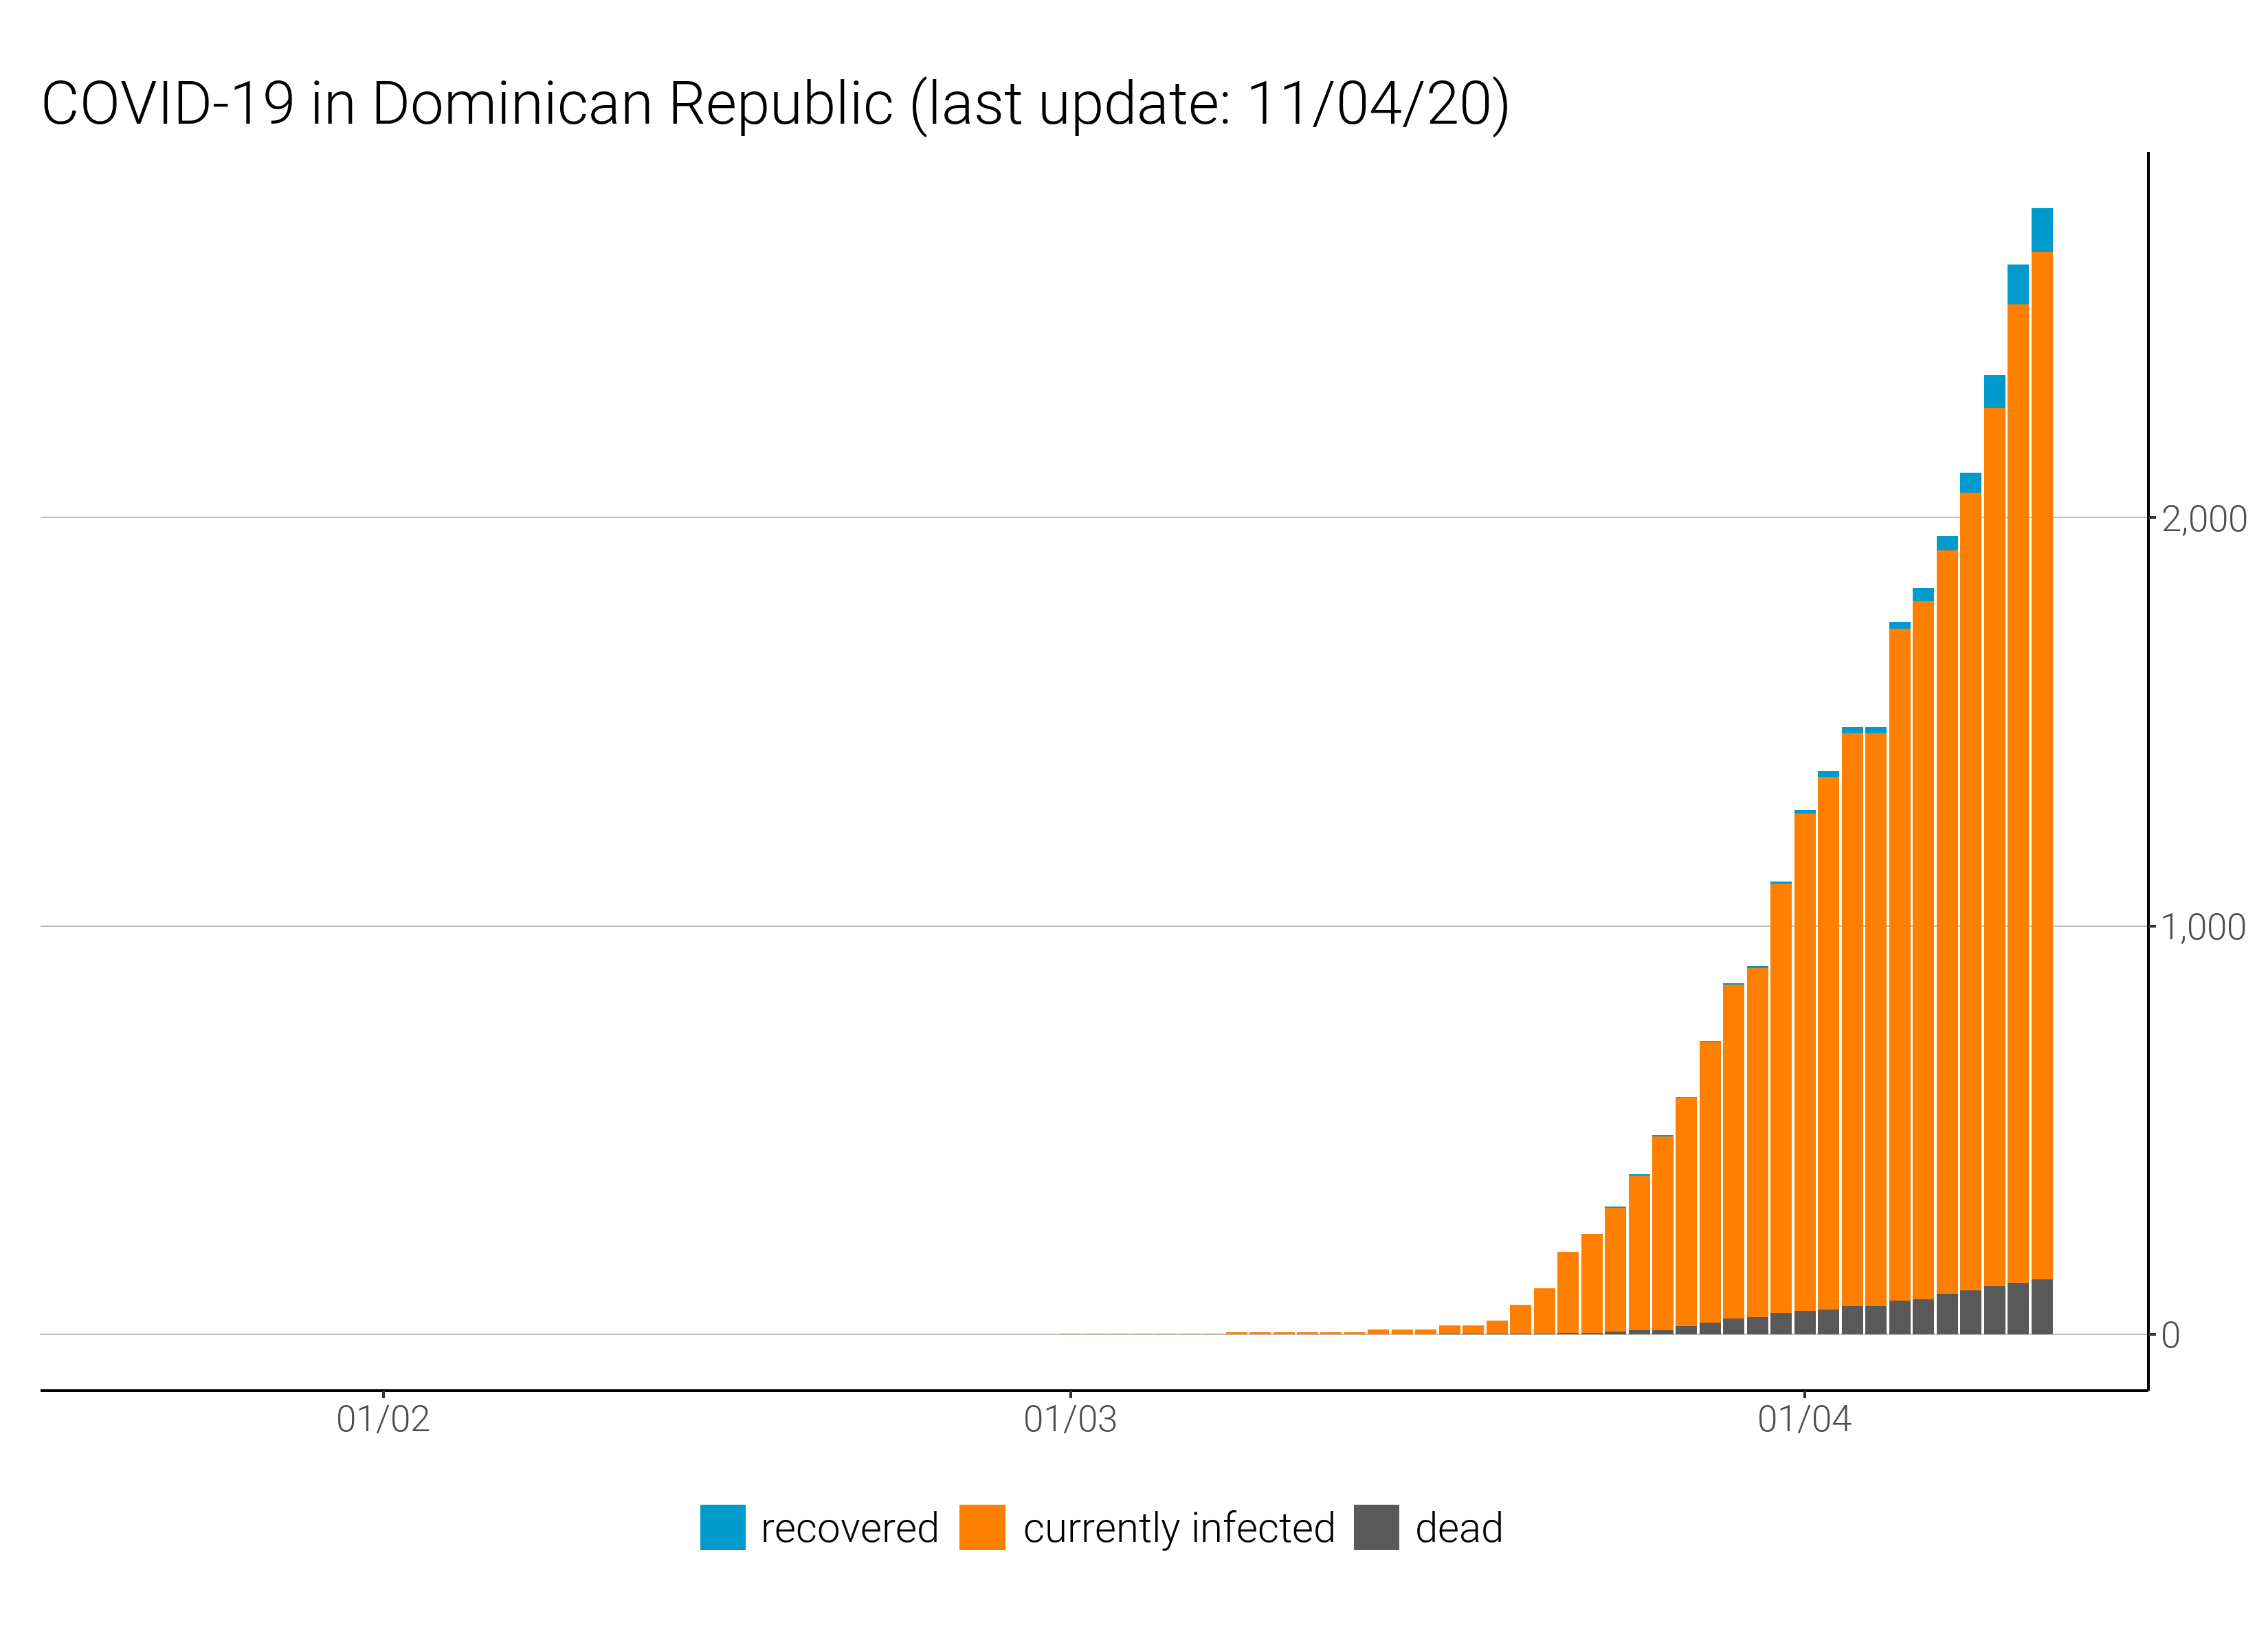 COVID-19 in Dominican Republic (last update: 11/04/20)
2,000
1,000
0
01/02 01/03 01/04
recovered currently infected dead